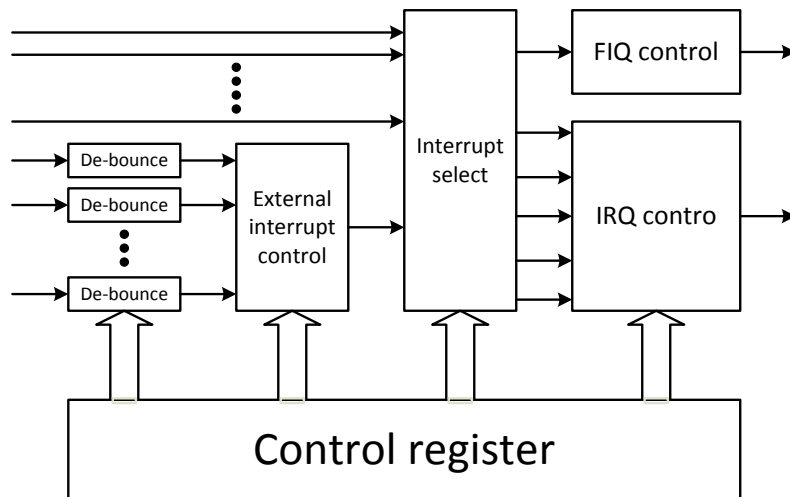 FIQ control
Interrupt
select
De-bounce
De-bounce
De-bounce
External
interrupt
control
IRQ contro
Control register